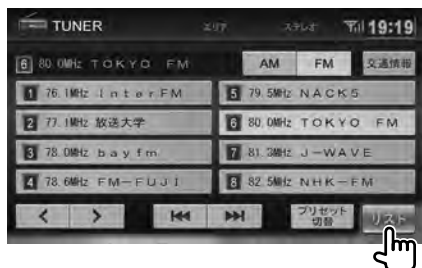 TUNER エリア ステレオ 19:19
6 80.0MHz TOKYO FM AM FM 交通情報
1 76.1MHz InterFM 5 79.5MHz NACK5
2 77.1MHz 放送大学 6 80.0MHz TOKYO FM
3 78.0MHz bayfm 7 81.3MHz J-WAVE
4 78.6MHz FM-FUJI 8 82.5MHz NHK-FM
プリセット
切替 リスト